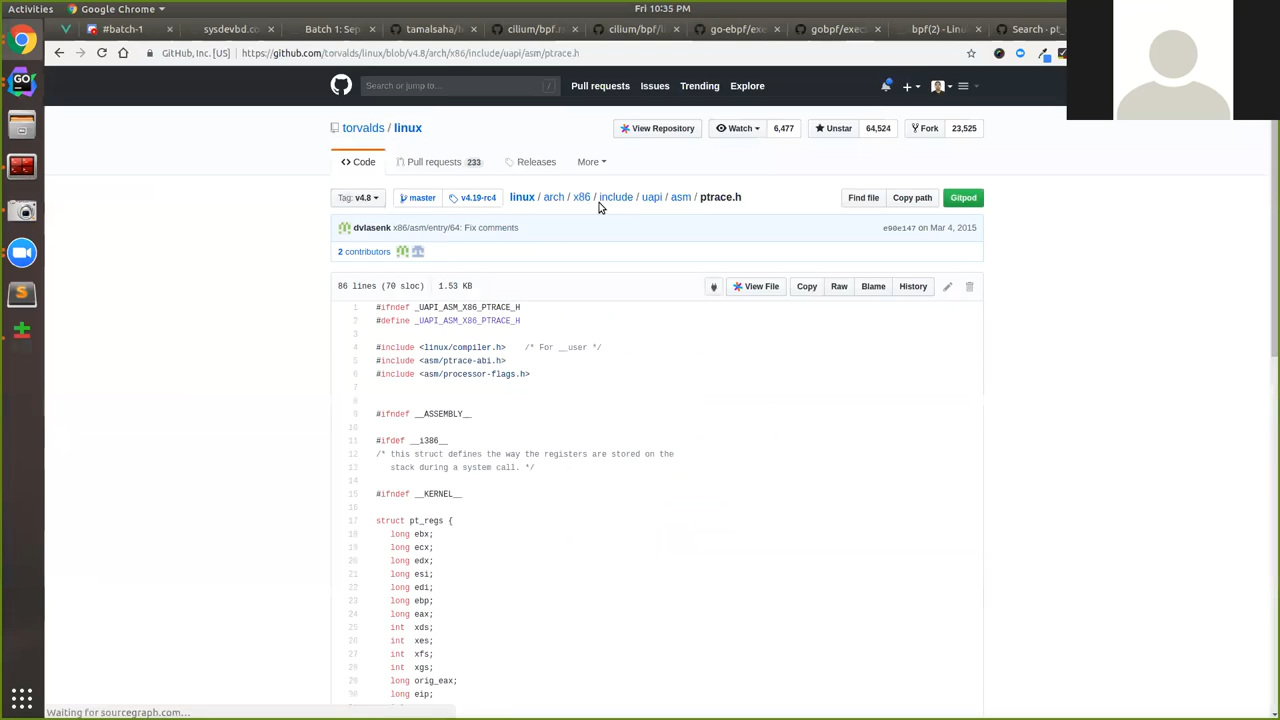 Activities Google Chrome Fri 10:35 PM
#batch-1 sysdevbd.co Batch 1: Sep tamalsaha/ cilium/bpf.n cilium/bpf/l go-ebpf/exe gobpf/exec bpf(2) - Linu Search · pt_
GitHub, Inc. [US] https://github.com/torvalds/linux/blob/v4.8/arch/x86/include/uapi/asm/ptrace.h
Search or jump to... / Pull requests Issues Trending Explore
torvalds / linux View Repository Watch 6,477 Unstar 64,524 Fork 23,525
Code Pull requests 233 Releases More
Tag: v4.8 master v4.19-rc4 linux / arch / x86 / include / uapi / asm / ptrace.h Find file Copy path Gitpod
dvlasenk x86/asm/entry/64: Fix comments e90e147 on Mar 4, 2015
2 contributors
86 lines (70 sloc) 1.53 KB View File Copy Raw Blame History
1 #ifndef _UAPI_ASM_X86_PTRACE_H
2 #define _UAPI_ASM_X86_PTRACE_H
3
4 #include <linux/compiler.h> /* For __user */
5 #include <asm/ptrace-abi.h>
6 #include <asm/processor-flags.h>
7
8
9 #ifndef __ASSEMBLY__
10
11 #ifdef __i386__
12 /* this struct defines the way the registers are stored on the
13 stack during a system call. */
14
15 #ifndef __KERNEL__
16
17 struct pt_regs {
18 long ebx;
19 long ecx;
20 long edx;
21 long esi;
22 long edi;
23 long ebp;
24 long eax;
25 int xds;
26 int xes;
27 int xfs;
28 int xgs;
29 long orig_eax;
30 long eip;
Waiting for sourcegraph.com...
GO
S